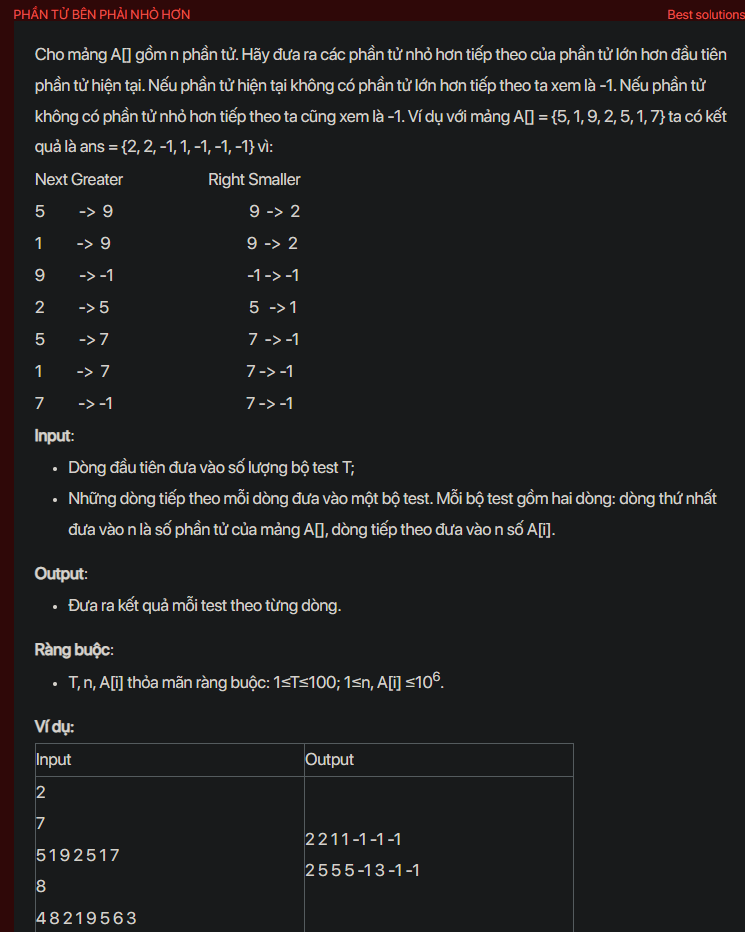 PHẦN TỬ BÊN PHẢI NHỎ HƠN Best solutions
Cho mảng A[] gồm n phần tử. Hãy đưa ra các phần tử nhỏ hơn tiếp theo của phần tử lớn hơn đầu tiên
phần tử hiện tại. Nếu phần tử hiện tại không có phần tử lớn hơn tiếp theo ta xem là -1. Nếu phần tử
không có phần tử nhỏ hơn tiếp theo ta cũng xem là -1. Ví dụ với mảng A[] = {5, 1, 9, 2, 5, 1, 7} ta có kết
quả là ans = {2, 2, -1, 1, -1, -1, -1} vì:
Next Greater Right Smaller
5 -> 9 9 -> 2
1 -> 9 9 -> 2
9 -> -1 -1 -> -1
2 -> 5 5 -> 1
5 -> 7 7 -> -1
1 -> 7 7 -> -1
7 -> -1 7 -> -1
Input:
• Dòng đầu tiên đưa vào số lượng bộ test T;
• Những dòng tiếp theo mỗi dòng đưa vào một bộ test. Mỗi bộ test gồm hai dòng: dòng thứ nhất
đưa vào n là số phần tử của mảng A[], dòng tiếp theo đưa vào n số A[i].
Output:
• Đưa ra kết quả mỗi test theo từng dòng.
Ràng buộc:
• T, n, A[i] thỏa mãn ràng buộc: 1≤T≤100; 1≤n, A[i] ≤10⁶.
Ví dụ:
Input Output
2
7
5 1 9 2 5 1 7
8
4 8 2 1 9 5 6 3
2 2 1 1 -1 -1 -1
2 5 5 5 -1 3 -1 -1